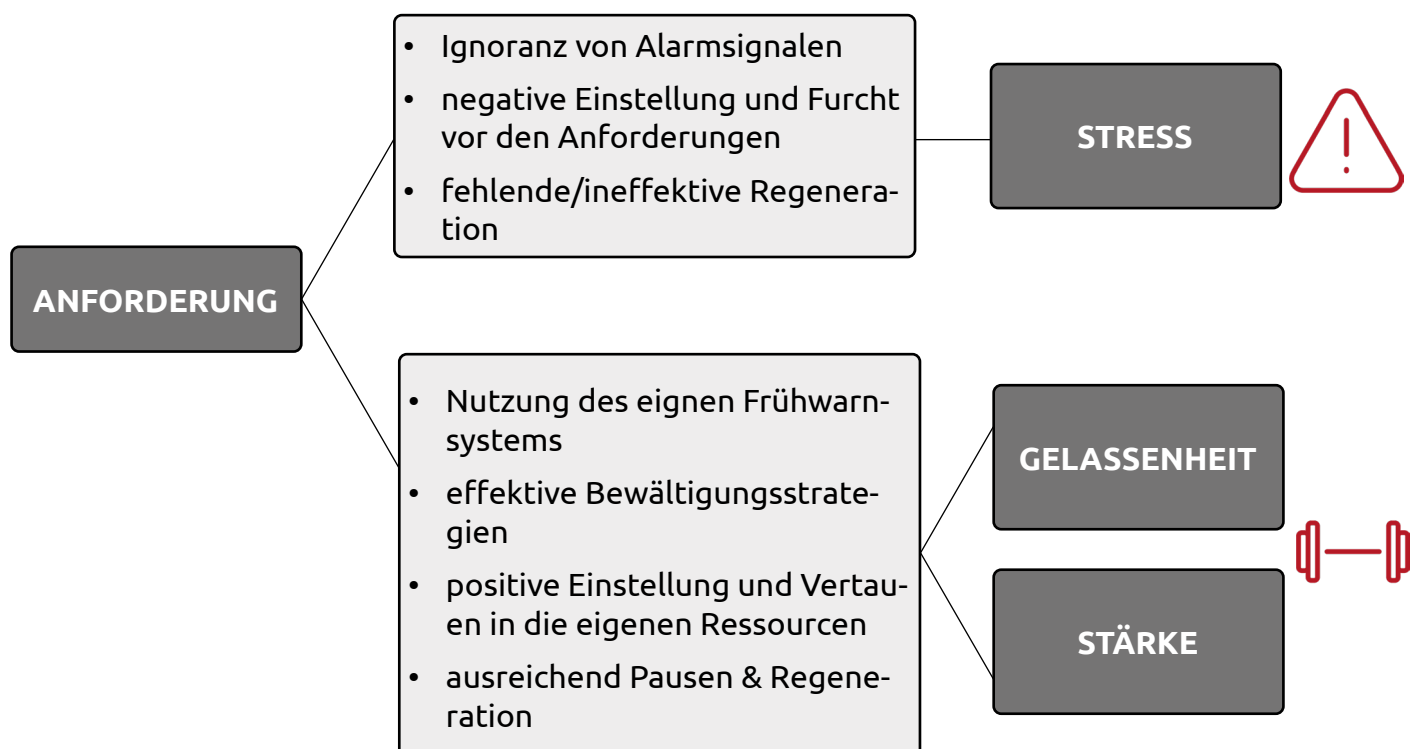 ANFORDERUNG
• Ignoranz von Alarmsignalen
• negative Einstellung und Furcht
vor den Anforderungen
• fehlende/ineffektive Regenera-
tion
STRESS
• Nutzung des eignen Frühwarn-
systems
• effektive Bewältigungsstrate-
gien
• positive Einstellung und Vertau-
en in die eigenen Ressourcen
• ausreichend Pausen & Regene-
ration
GELASSENHEIT
STÄRKE